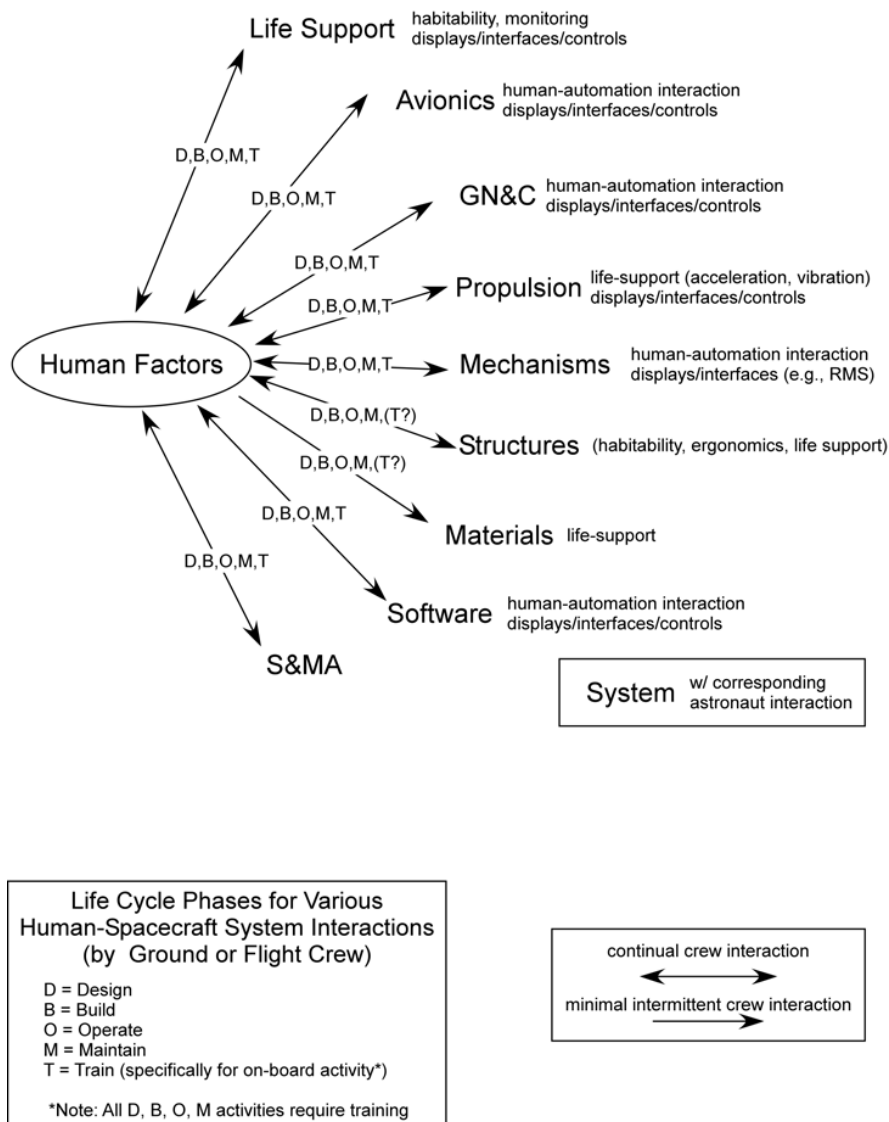 Life Support
habitability, monitoring
displays/interfaces/controls
D,B,O,M,T
Avionics
human-automation interaction
displays/interfaces/controls
D,B,O,M,T
GN&C
human-automation interaction
displays/interfaces/controls
D,B,O,M,T
Propulsion
life-support (acceleration, vibration)
displays/interfaces/controls
D,B,O,M,T
Human Factors
D,B,O,M,T
Mechanisms
human-automation interaction
displays/interfaces (e.g., RMS)
D,B,O,M,(T?)
Structures
(habitability, ergonomics, life support)
D,B,O,M,(T?)
Materials
life-support
D,B,O,M,T
Software
human-automation interaction
displays/interfaces/controls
D,B,O,M,T
S&MA
System
w/ corresponding
astronaut interaction
Life Cycle Phases for Various
Human-Spacecraft System Interactions
(by Ground or Flight Crew)
D = Design
B = Build
O = Operate
M = Maintain
T = Train (specifically for on-board activity*)
*Note: All D, B, O, M activities require training
continual crew interaction
minimal intermittent crew interaction